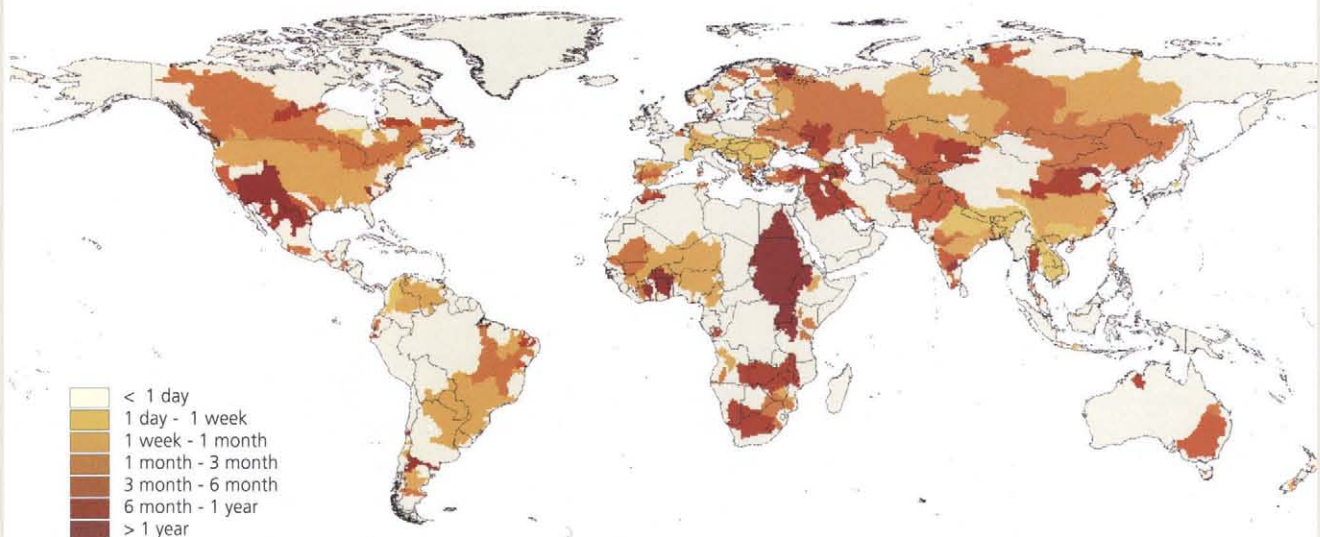 < 1 day
1 day - 1 week
1 week - 1 month
1 month - 3 month
3 month - 6 month
6 month - 1 year
> 1 year